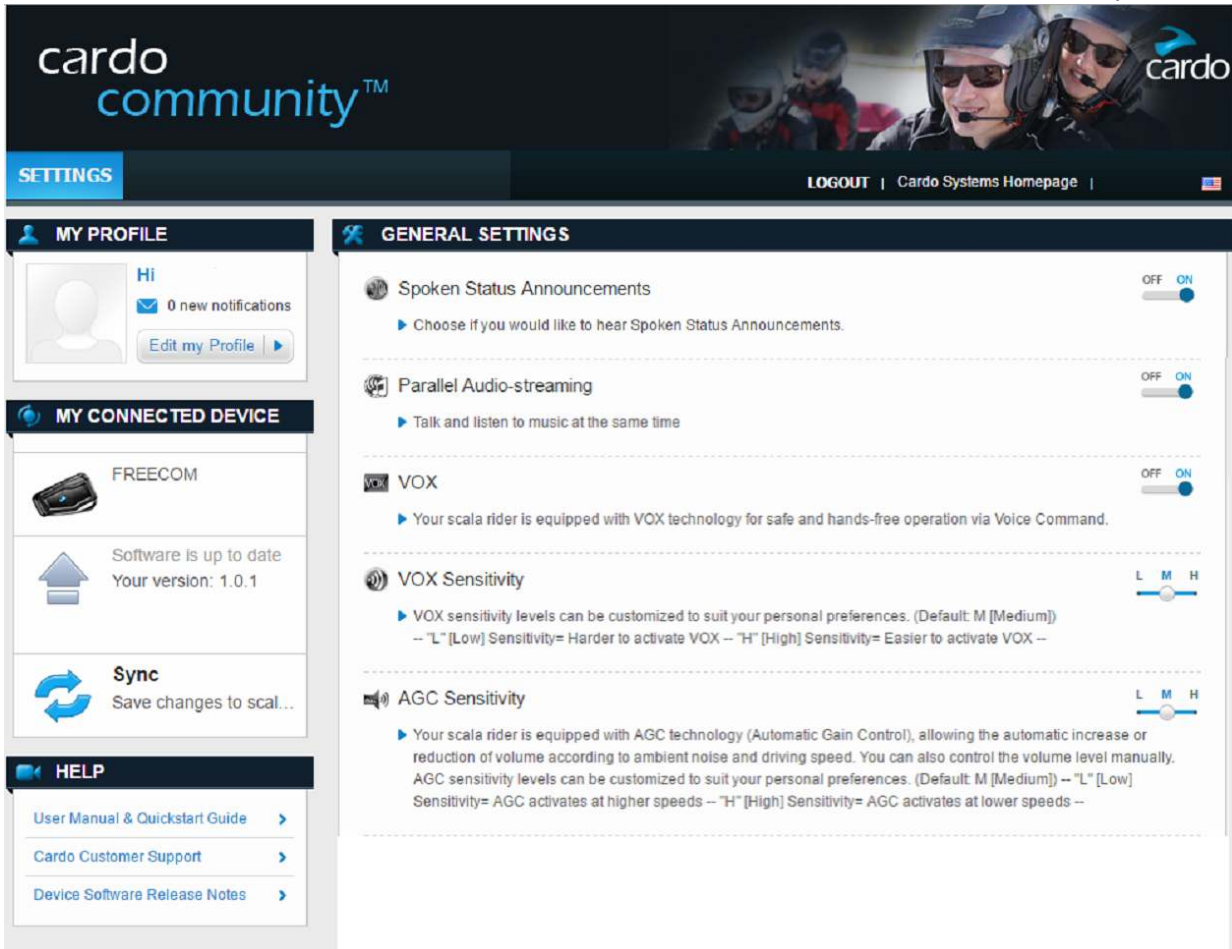 cardo
community™
cardo
SETTINGS
LOGOUT | Cardo Systems Homepage |
MY PROFILE
Hi
0 new notifications
Edit my Profile
MY CONNECTED DEVICE
FREECOM
Software is up to date
Your version: 1.0.1
Sync
Save changes to scal...
HELP
User Manual & Quickstart Guide
Cardo Customer Support
Device Software Release Notes
GENERAL SETTINGS
Spoken Status Announcements
OFF ON
Choose if you would like to hear Spoken Status Announcements.
Parallel Audio-streaming
OFF ON
Talk and listen to music at the same time
VOX VOX
OFF ON
Your scala rider is equipped with VOX technology for safe and hands-free operation via Voice Command.
VOX Sensitivity
L M H
VOX sensitivity levels can be customized to suit your personal preferences. (Default: M [Medium])
-- "L" [Low] Sensitivity= Harder to activate VOX -- "H" [High] Sensitivity= Easier to activate VOX --
AGC Sensitivity
L M H
Your scala rider is equipped with AGC technology (Automatic Gain Control), allowing the automatic increase or
reduction of volume according to ambient noise and driving speed. You can also control the volume level manually.
AGC sensitivity levels can be customized to suit your personal preferences. (Default: M [Medium]) -- "L" [Low]
Sensitivity= AGC activates at higher speeds -- "H" [High] Sensitivity= AGC activates at lower speeds --